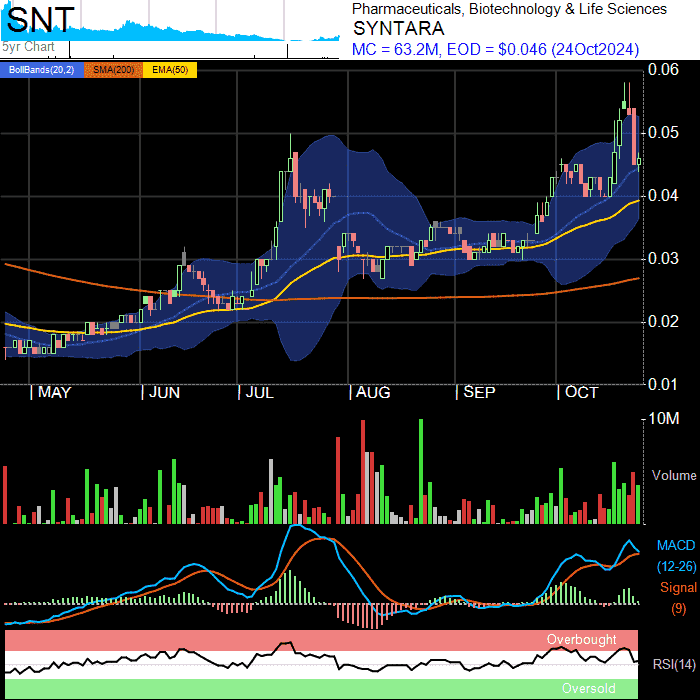 SNT
5yr Chart
Pharmaceuticals, Biotechnology & Life Sciences
SYNTARA
MC = 63.2M, EOD = $0.046 (24Oct2024)
BollBands(20,2) SMA(200) EMA(50)
0.06
0.05
0.04
0.03
0.02
0.01
MAY JUN JUL AUG SEP OCT
10M
Volume
MACD
(12-26)
Signal
(9)
Overbought
RSI(14)
Oversold